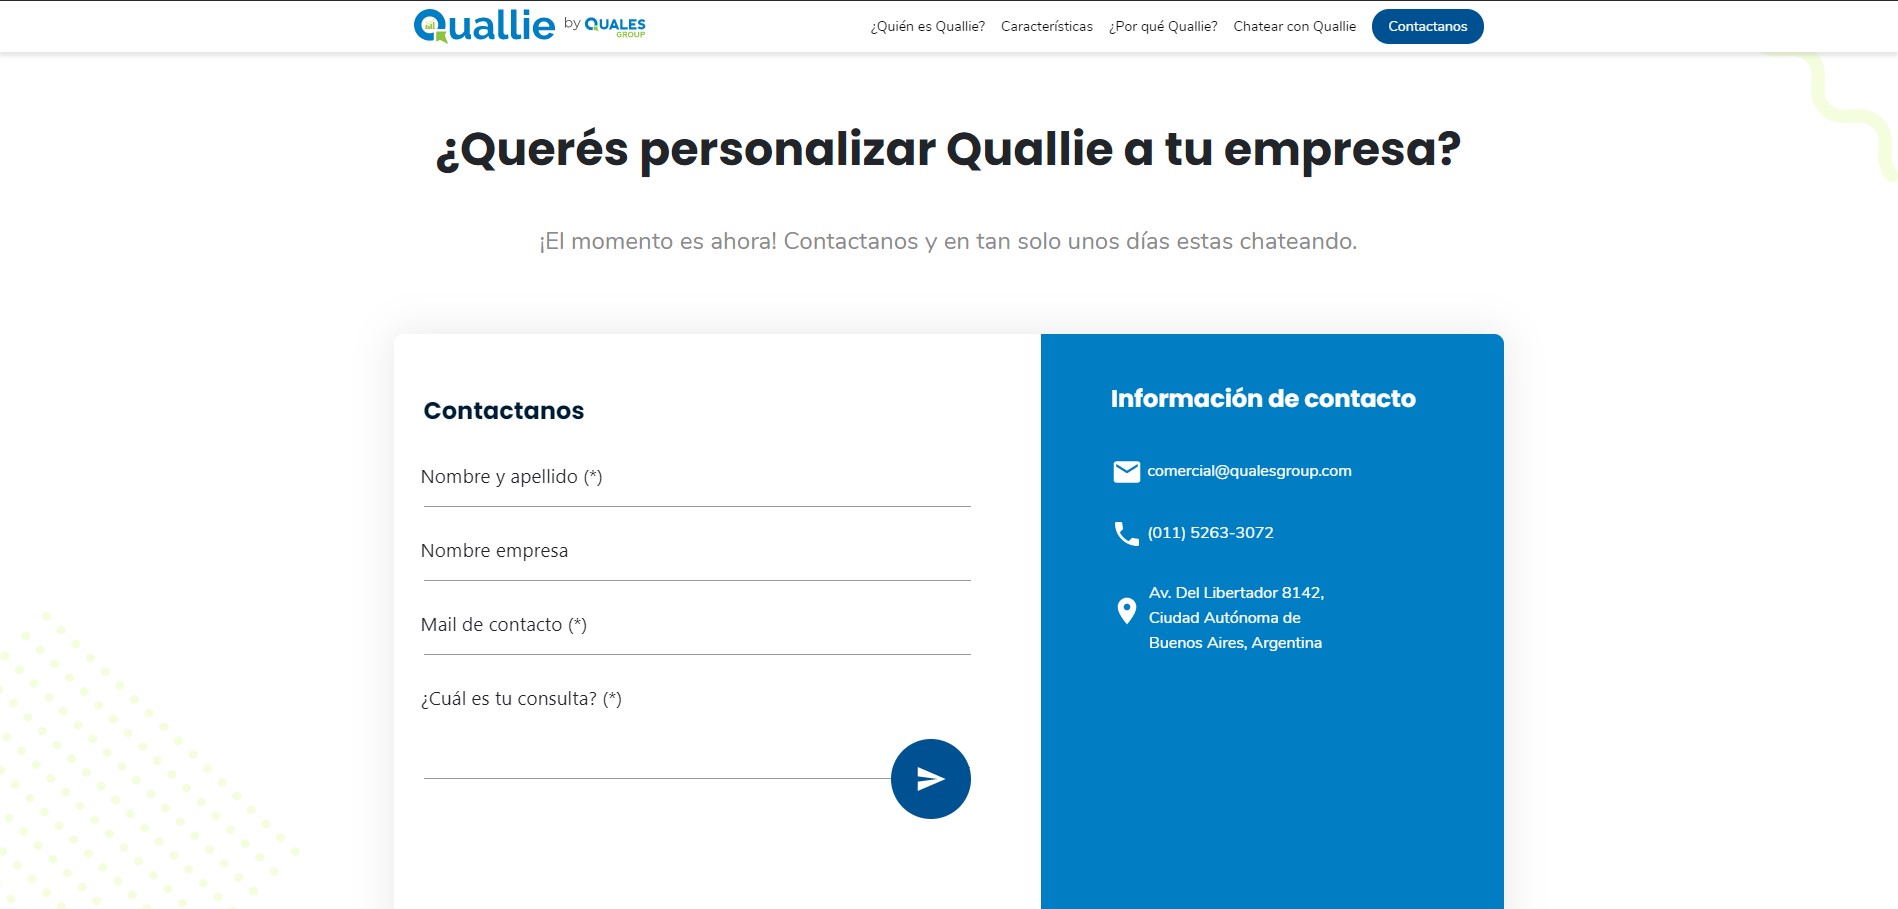 Quallie by QUALES GROUP
¿Quién es Quallie? Características ¿Por qué Quallie? Chatear con Quallie Contactanos
¿Querés personalizar Quallie a tu empresa?
¡El momento es ahora! Contactanos y en tan solo unos días estas chateando.
Contactanos
Nombre y apellido (*)
Nombre empresa
Mail de contacto (*)
¿Cuál es tu consulta? (*)
Información de contacto
comercial@qualesgroup.com
(011) 5263-3072
Av. Del Libertador 8142,
Ciudad Autónoma de
Buenos Aires, Argentina